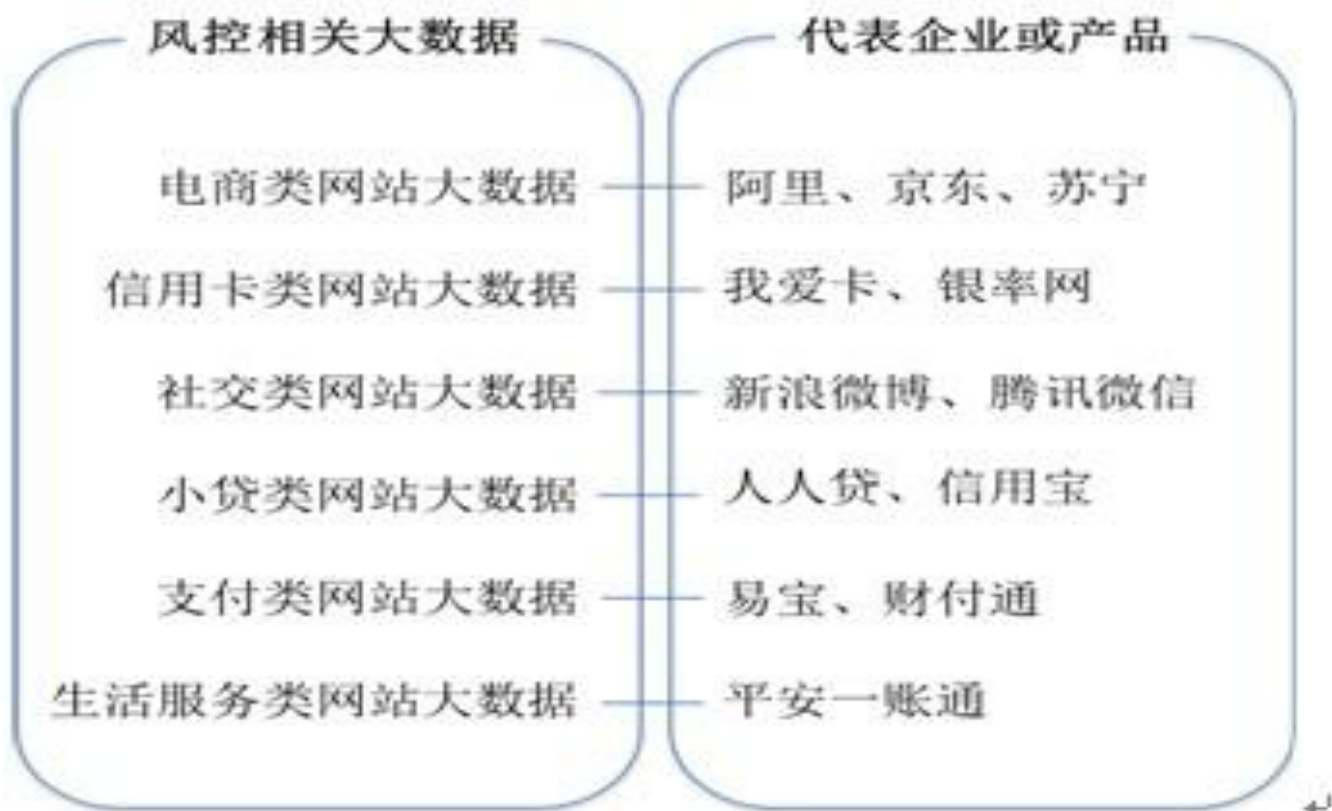 风控相关大数据
代表企业或产品
电商类网站大数据
阿里、京东、苏宁
信用卡类网站大数据
我爱卡、银率网
社交类网站大数据
新浪微博、腾讯微信
小贷类网站大数据
人人贷、信用宝
支付类网站大数据
易宝、财付通
生活服务类网站大数据
平安一账通